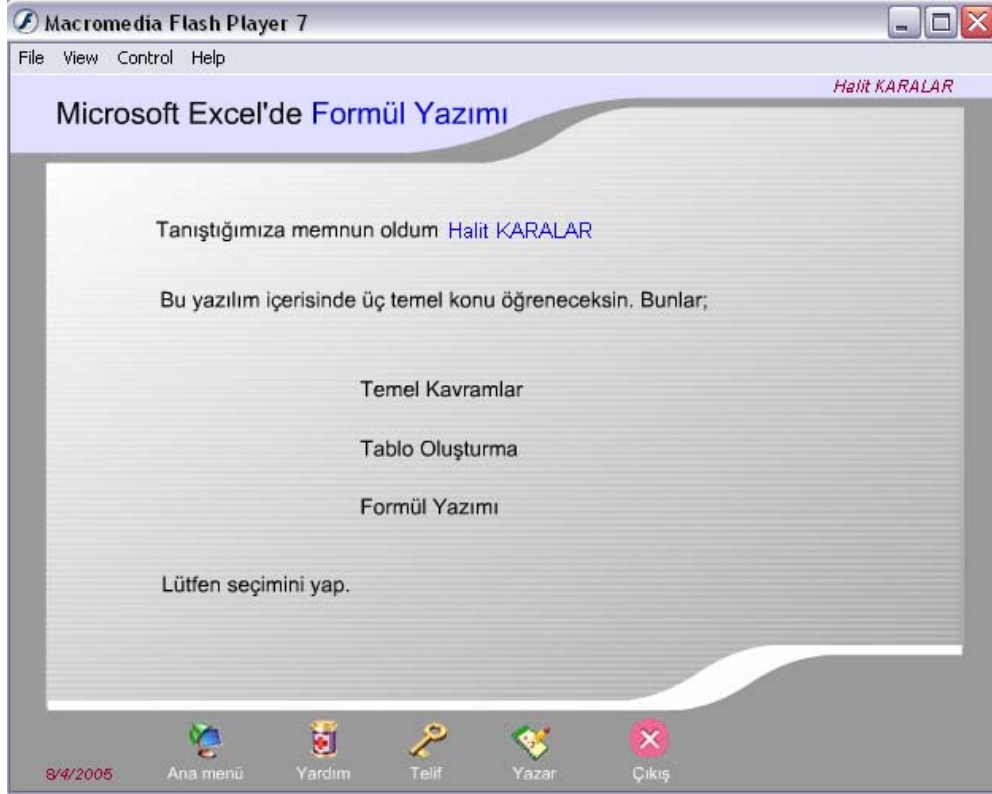 Macromedia Flash Player 7
File View Control Help
Halit KARALAR
Microsoft Excel'de Formül Yazımı
Tanıştığımıza memnun oldum Halit KARALAR
Bu yazılım içerisinde üç temel konu öğreneceksin. Bunlar;
Temel Kavramlar
Tablo Oluşturma
Formül Yazımı
Lütfen seçimini yap.
8/4/2005 Ana menü Yardım Telif Yazar Çıkış